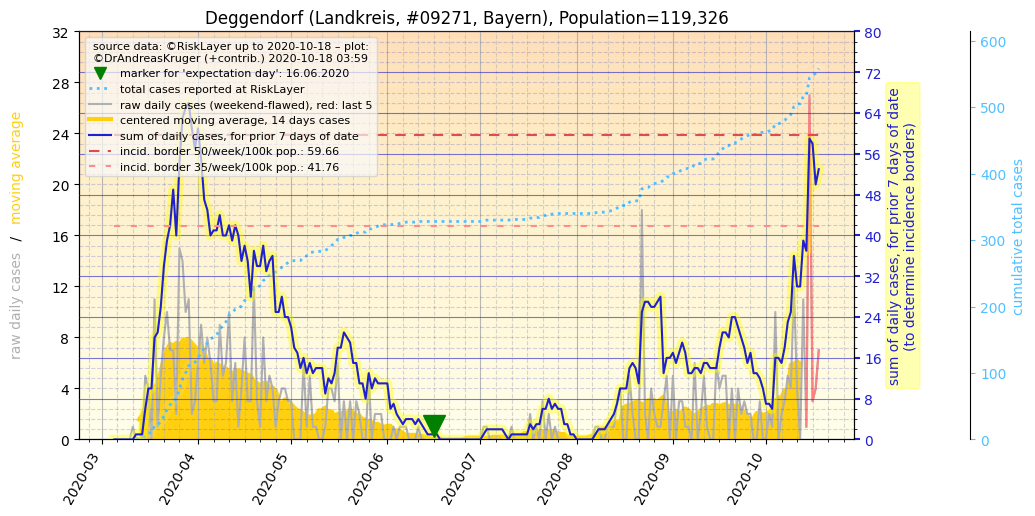 Deggendorf (Landkreis, #09271, Bayern), Population=119,326
source data: ©RiskLayer up to 2020-10-18 – plot:
©DrAndreasKruger (+contrib.) 2020-10-18 03:59
marker for 'expectation day': 16.06.2020
total cases reported at RiskLayer
raw daily cases (weekend-flawed), red: last 5
centered moving average, 14 days cases
sum of daily cases, for prior 7 days of date
incid. border 50/week/100k pop.: 59.66
incid. border 35/week/100k pop.: 41.76
raw daily cases / moving average
32
28
24
20
16
12
8
4
0
80
72
64
56
48
40
32
24
16
8
0
sum of daily cases, for prior 7 days of date
(to determine incidence borders)
600
500
400
300
200
100
0
cumulative total cases
2020-03
2020-04
2020-05
2020-06
2020-07
2020-08
2020-09
2020-10